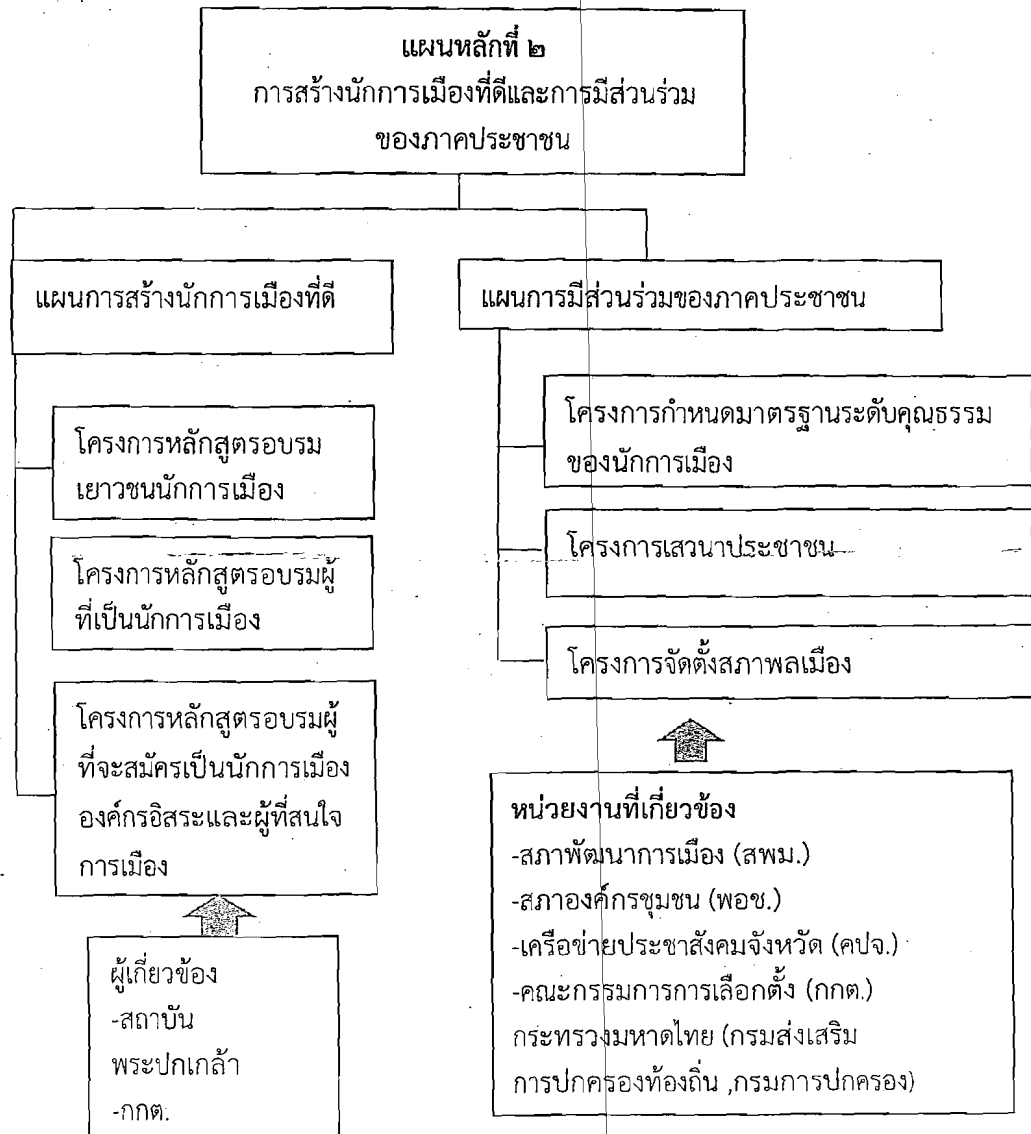 แผนหลักที่ ๒
การสร้างนักการเมืองที่ดีและการมีส่วนร่วม
ของภาคประชาชน
แผนการสร้างนักการเมืองที่ดี
โครงการหลักสูตรอบรม
เยาวชนนักการเมือง
โครงการหลักสูตรอบรมผู้
ที่เป็นนักการเมือง
โครงการหลักสูตรอบรมผู้
ที่จะสมัครเป็นนักการเมือง
องค์กรอิสระและผู้ที่สนใจ
การเมือง
ผู้เกี่ยวข้อง
-สถาบัน
พระปกเกล้า
-กกต.
แผนการมีส่วนร่วมของภาคประชาชน
โครงการกำหนดมาตรฐานระดับคุณธรรม
ของนักการเมือง
โครงการเสวนาประชาชน
โครงการจัดตั้งสภาพลเมือง
หน่วยงานที่เกี่ยวข้อง
-สภาพัฒนาการเมือง (สพม.)
-สภาองค์กรชุมชน (พอช.)
-เครือข่ายประชาสังคมจังหวัด (คปจ.)
-คณะกรรมการการเลือกตั้ง (กกต.)
กระทรวงมหาดไทย (กรมส่งเสริม
การปกครองท้องถิ่น ,กรมการปกครอง)